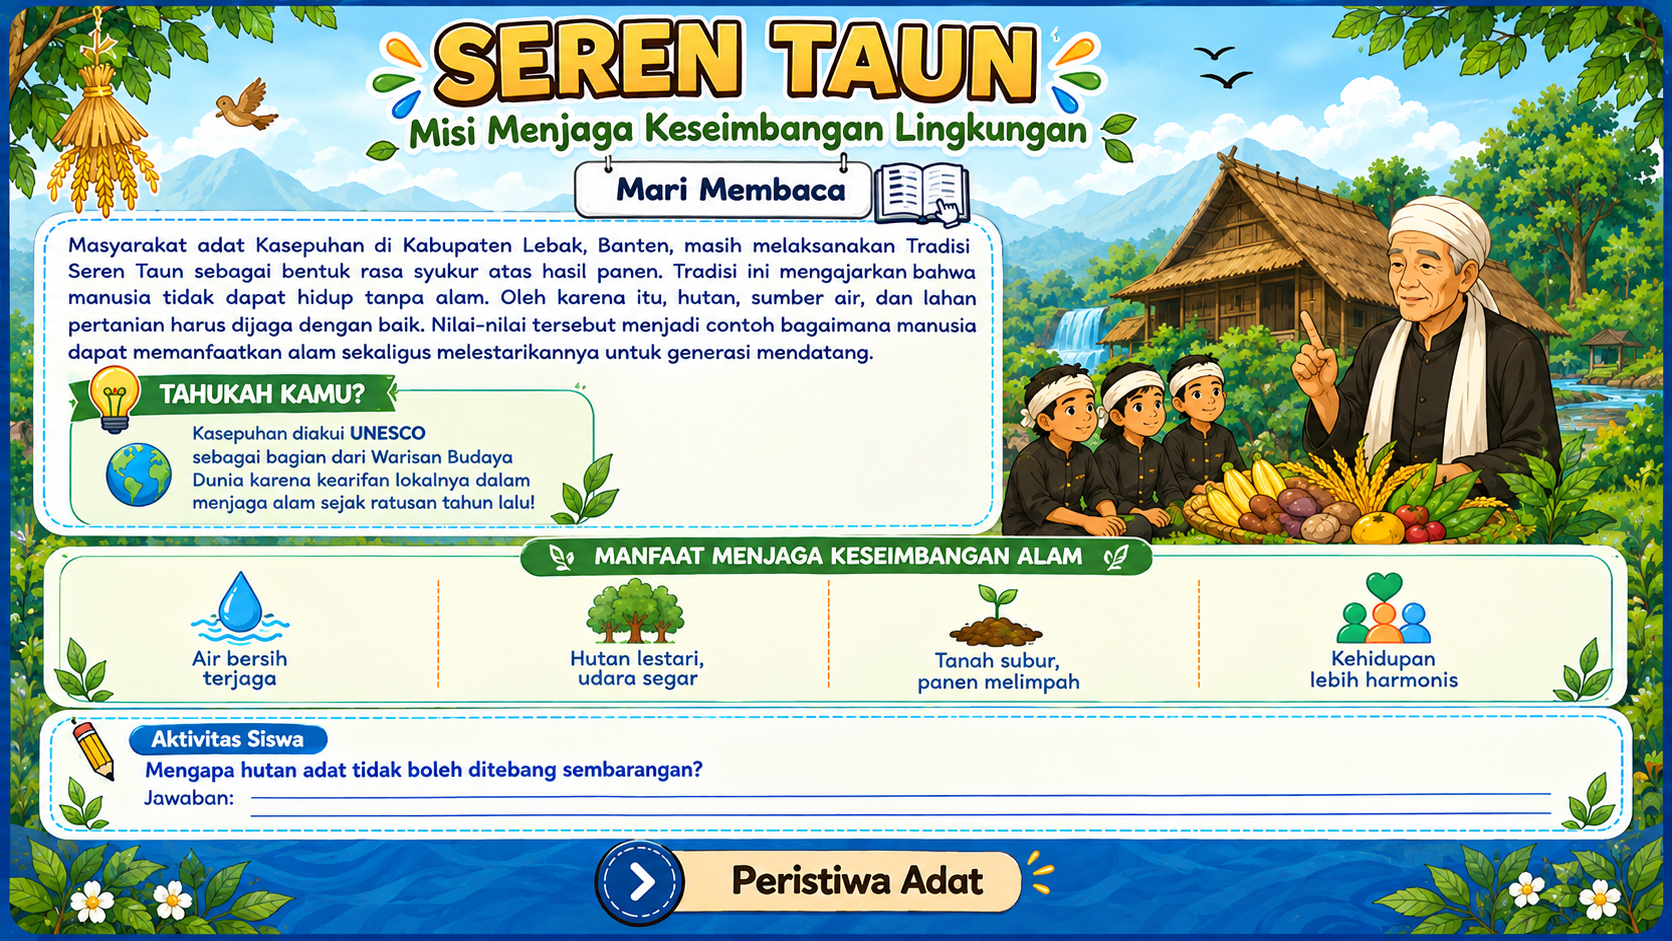 SEREN TAUN
Misi Menjaga Keseimbangan Lingkungan
Mari Membaca
Masyarakat adat Kasepuhan di Kabupaten Lebak, Banten, masih melaksanakan Tradisi
Seren Taun sebagai bentuk rasa syukur atas hasil panen. Tradisi ini mengajarkan bahwa
manusia tidak dapat hidup tanpa alam. Oleh karena itu, hutan, sumber air, dan lahan
pertanian harus dijaga dengan baik. Nilai-nilai tersebut menjadi contoh bagaimana manusia
dapat memanfaatkan alam sekaligus melestarikannya untuk generasi mendatang.
TAHUKAH KAMU?
Kasepuhan diakui UNESCO
sebagai bagian dari Warisan Budaya
Dunia karena kearifan lokalnya dalam
menjaga alam sejak ratusan tahun lalu!
MANFAAT MENJAGA KESEIMBANGAN ALAM
Air bersih
terjaga
Hutan lestari,
udara segar
Tanah subur,
panen melimpah
Kehidupan
lebih harmonis
Aktivitas Siswa
Mengapa hutan adat tidak boleh ditebang sembarangan?
Jawaban:
Peristiwa Adat